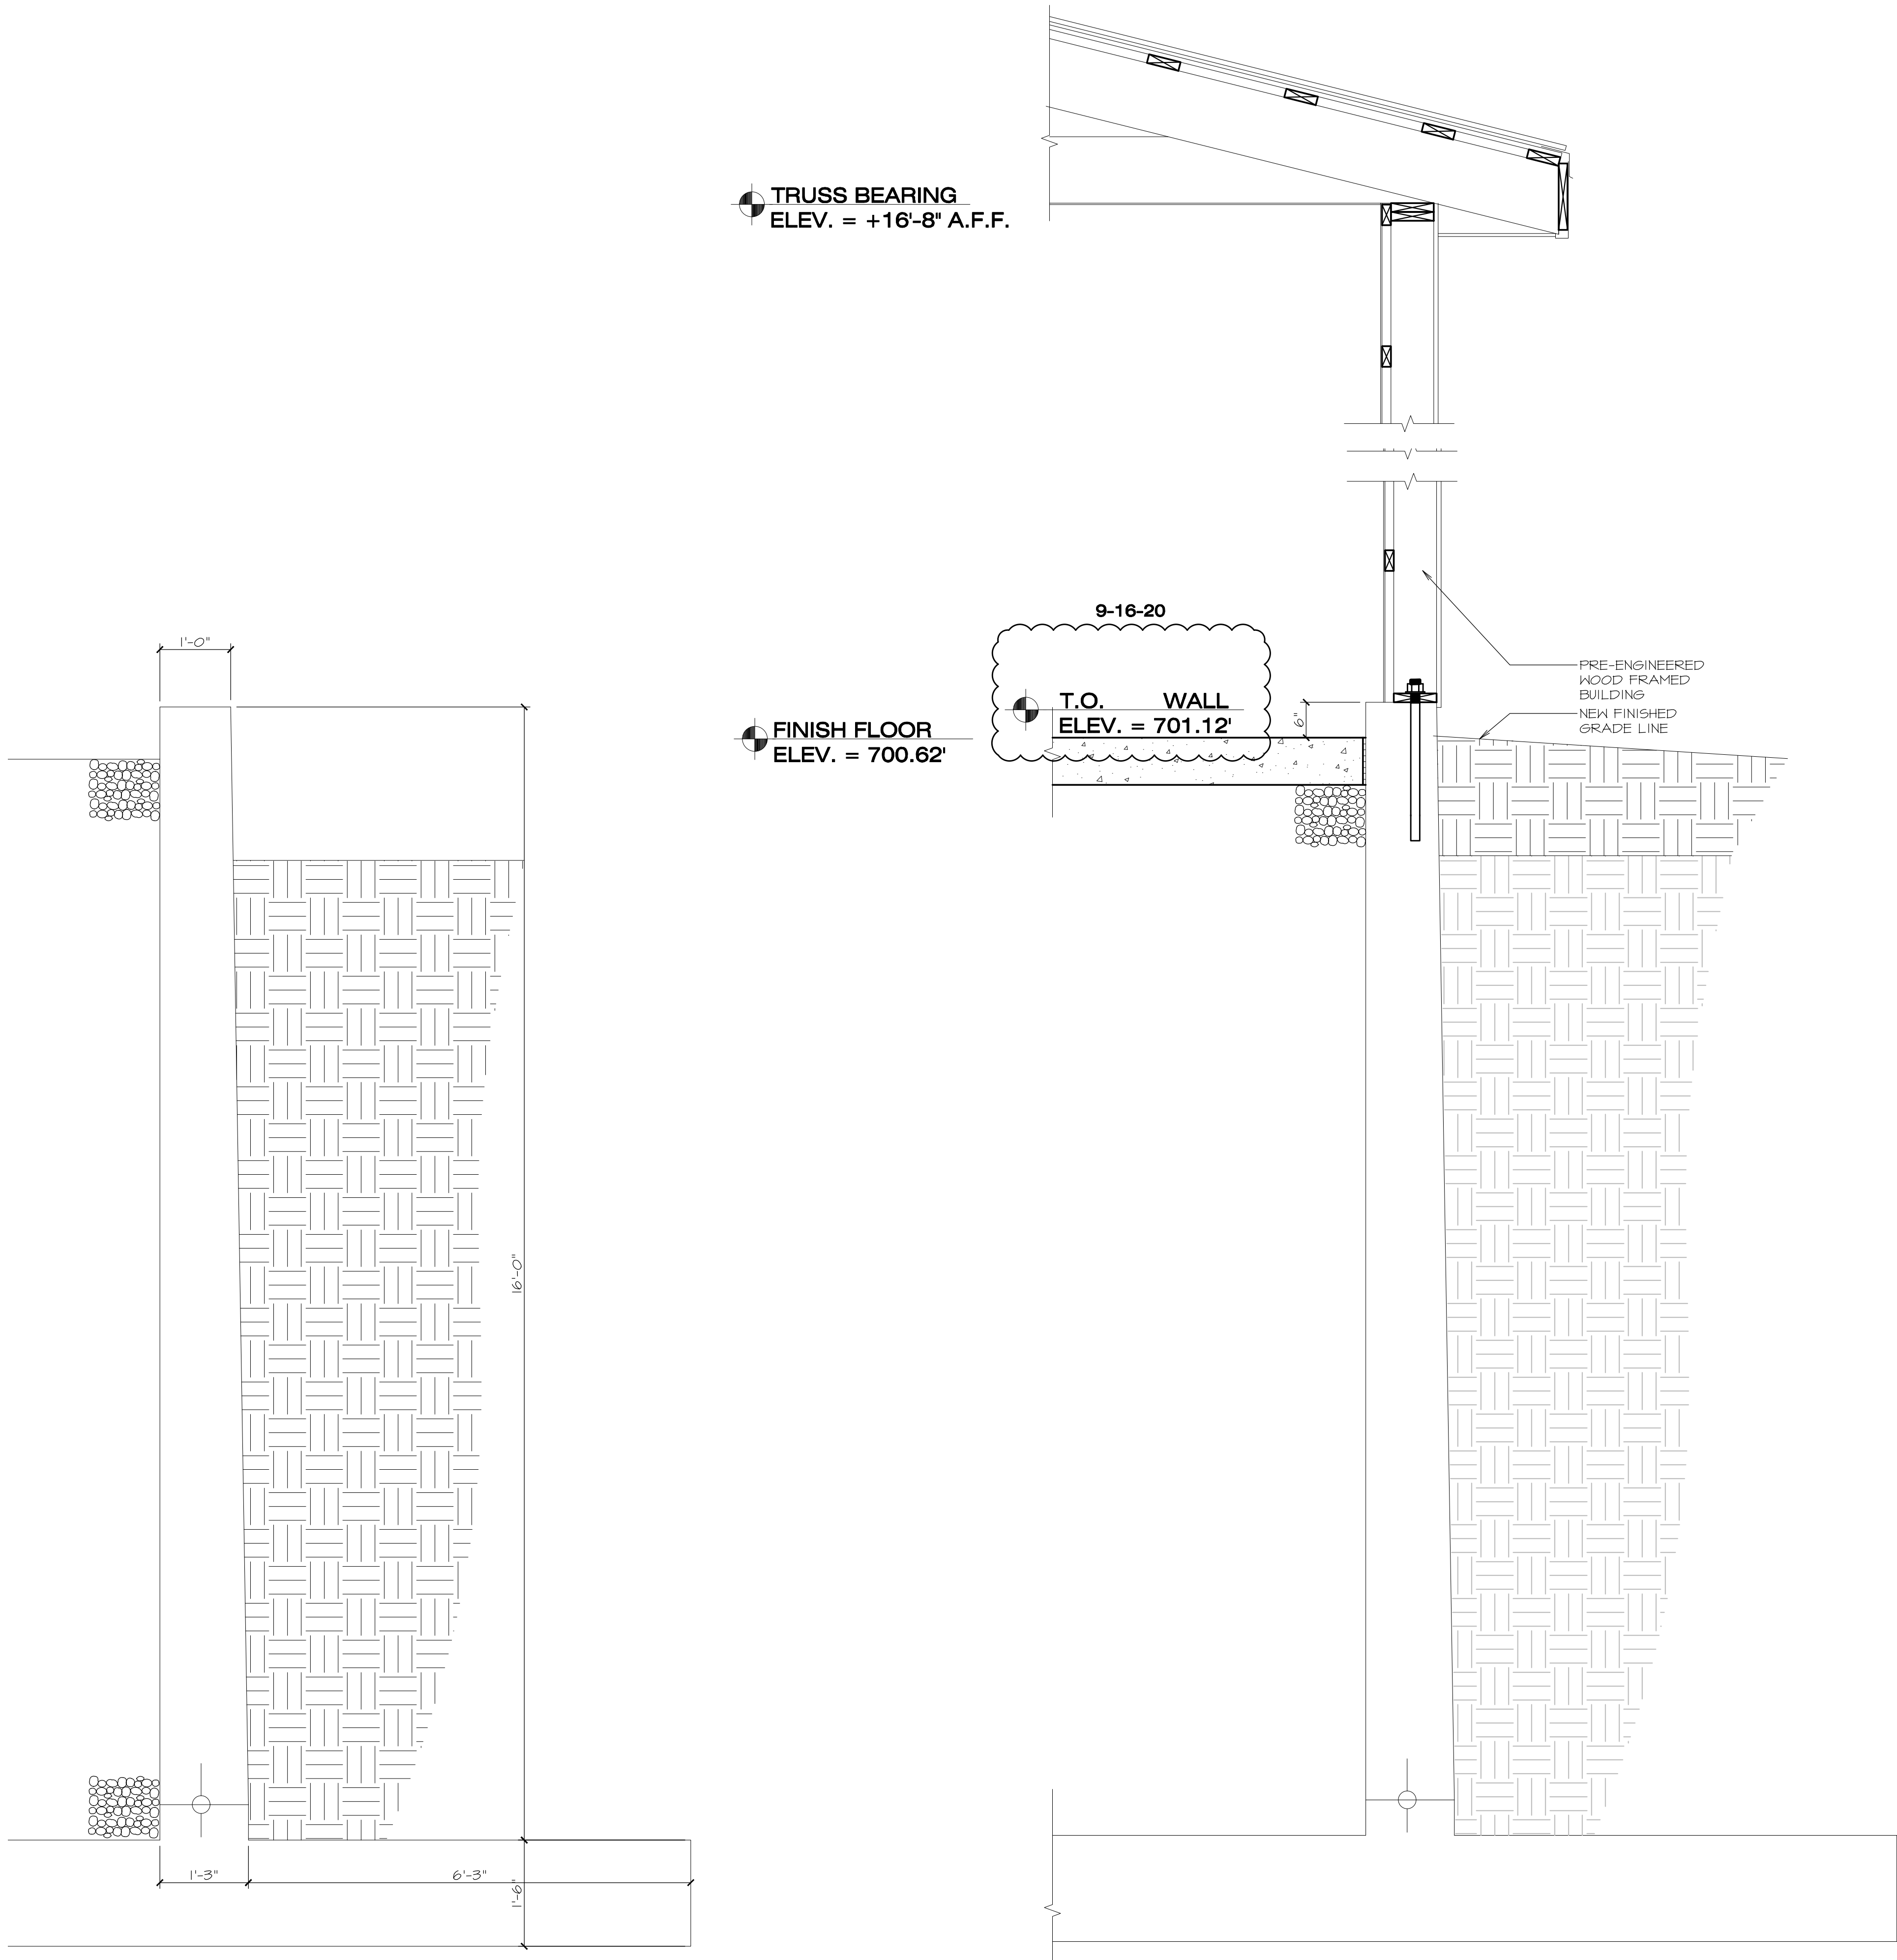 TRUSS BEARING
ELEV. = +16'-8" A.F.F.
9-16-20
1'-0"
PRE-ENGINEERED
WOOD FRAMED
BUILDING
T.O. WALL
ELEV. = 701.12'
6"
NEW FINISHED
GRADE LINE
FINISH FLOOR
ELEV. = 700.62'
16'-0"
1'-3"
6'-3"
1'-6"